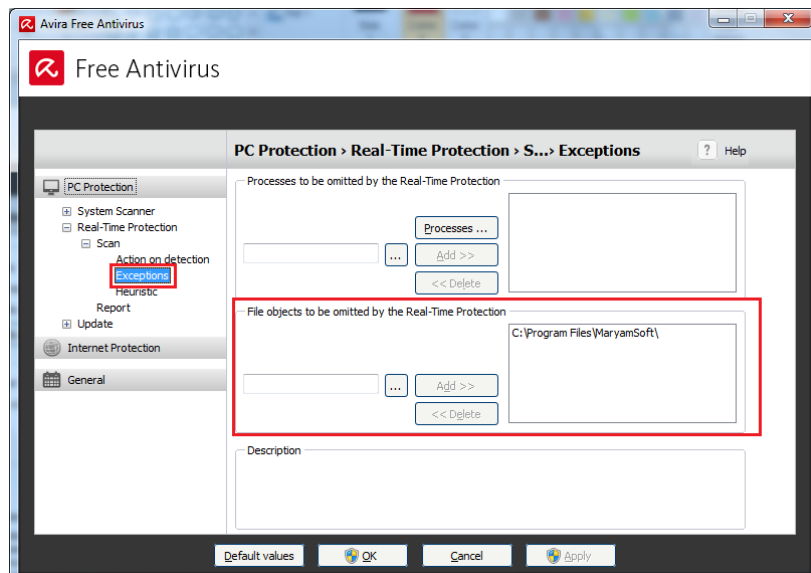 Avira Free Antivirus
Free Antivirus
PC Protection › Real-Time Protection › S...› Exceptions
? Help
PC Protection
System Scanner
Real-Time Protection
Scan
Action on detection
Exceptions
Heuristic
Report
Update
Internet Protection
General
Processes to be omitted by the Real-Time Protection
Processes ...
...
Add >>
<< Delete
File objects to be omitted by the Real-Time Protection
C:\Program Files\MaryamSoft\
...
Add >>
<< Delete
Description
Default values
OK
Cancel
Apply